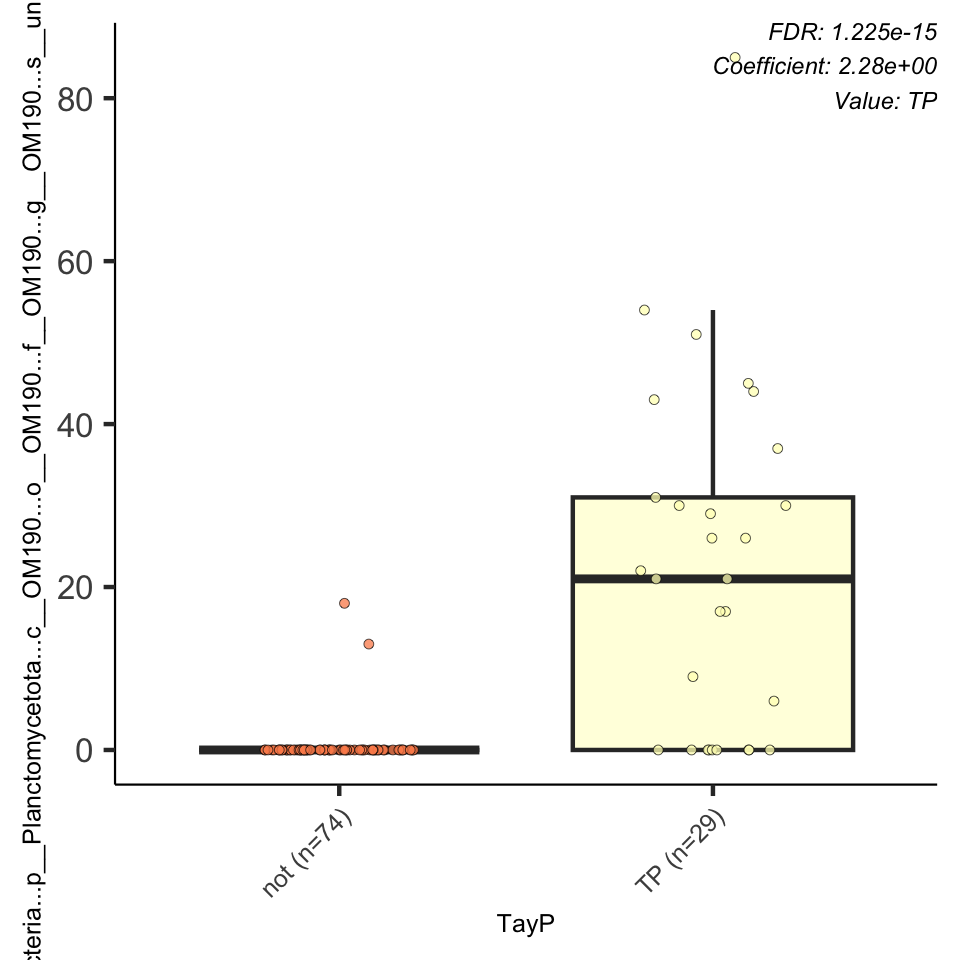 FDR: 1.225e-15
Coefficient: 2.28e+00
Value: TP
cteria...p__Planctomycetota...c__OM190...o__OM190...f__OM190...g__OM190...s__un
80
60
40
20
0
not (n=74)
TP (n=29)
TayP